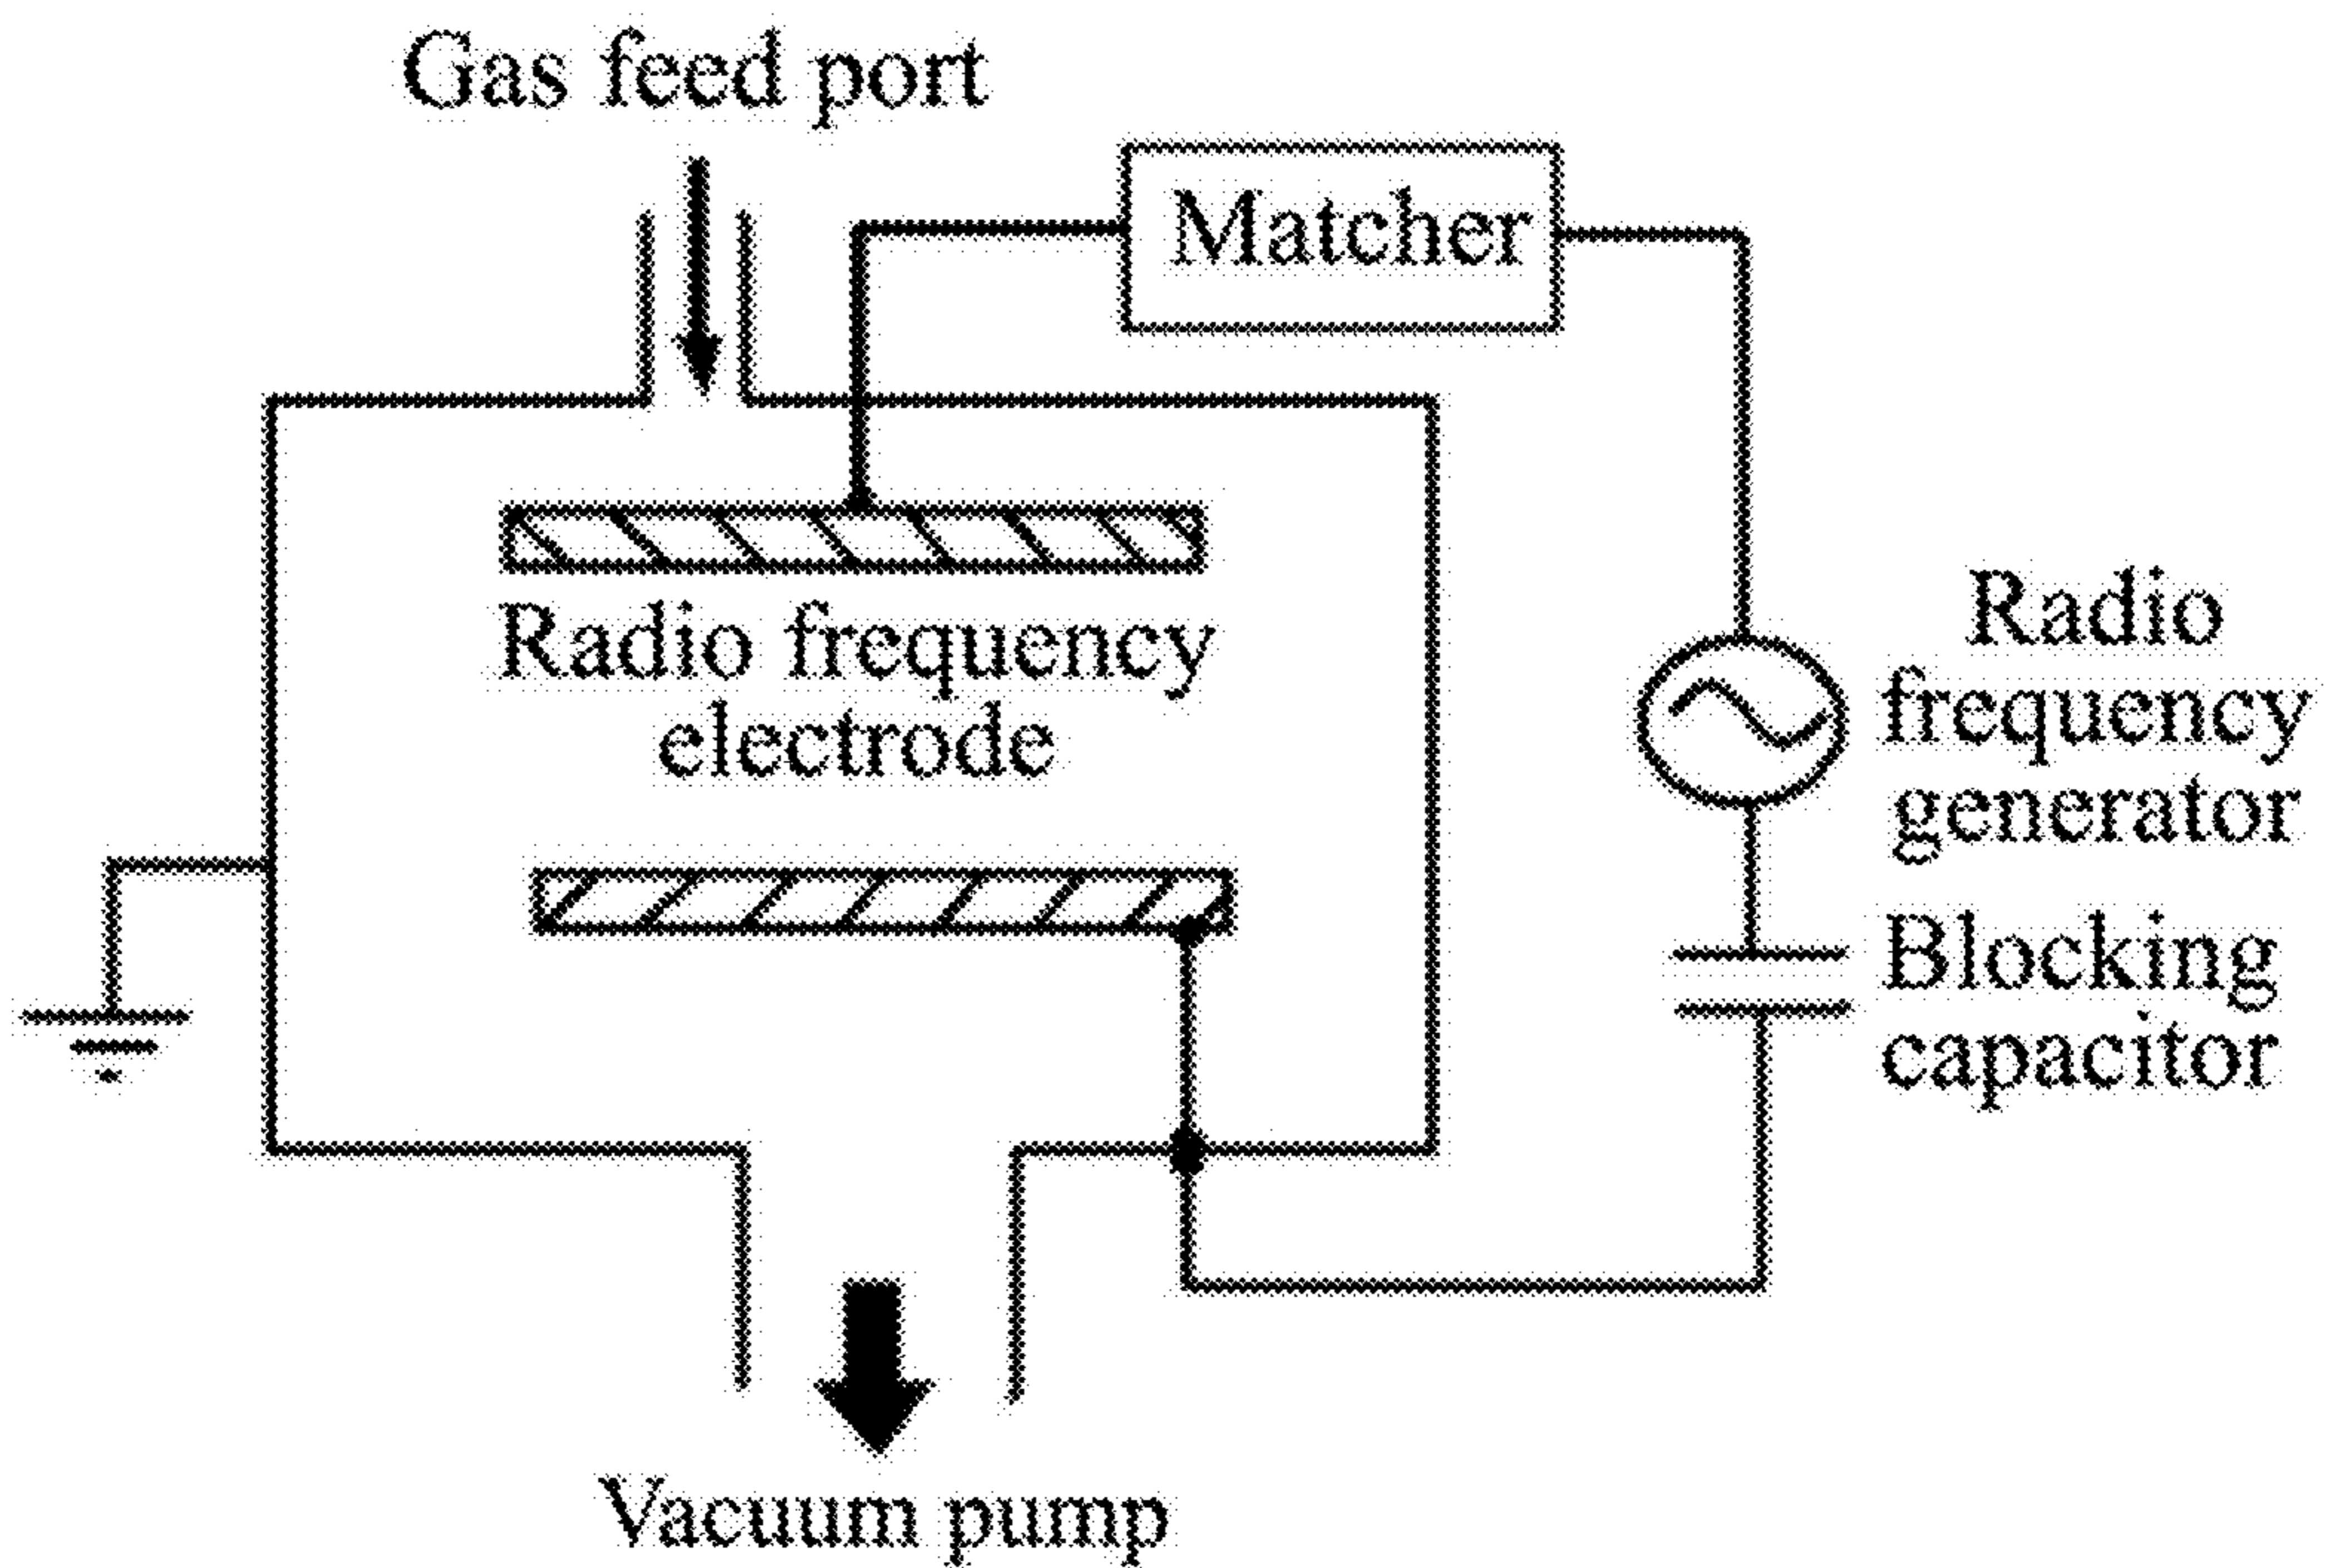 Gas feed port
Matcher
Radio frequency
electrode
Radio
frequency
generator
Blocking
capacitor
Vacuum pump